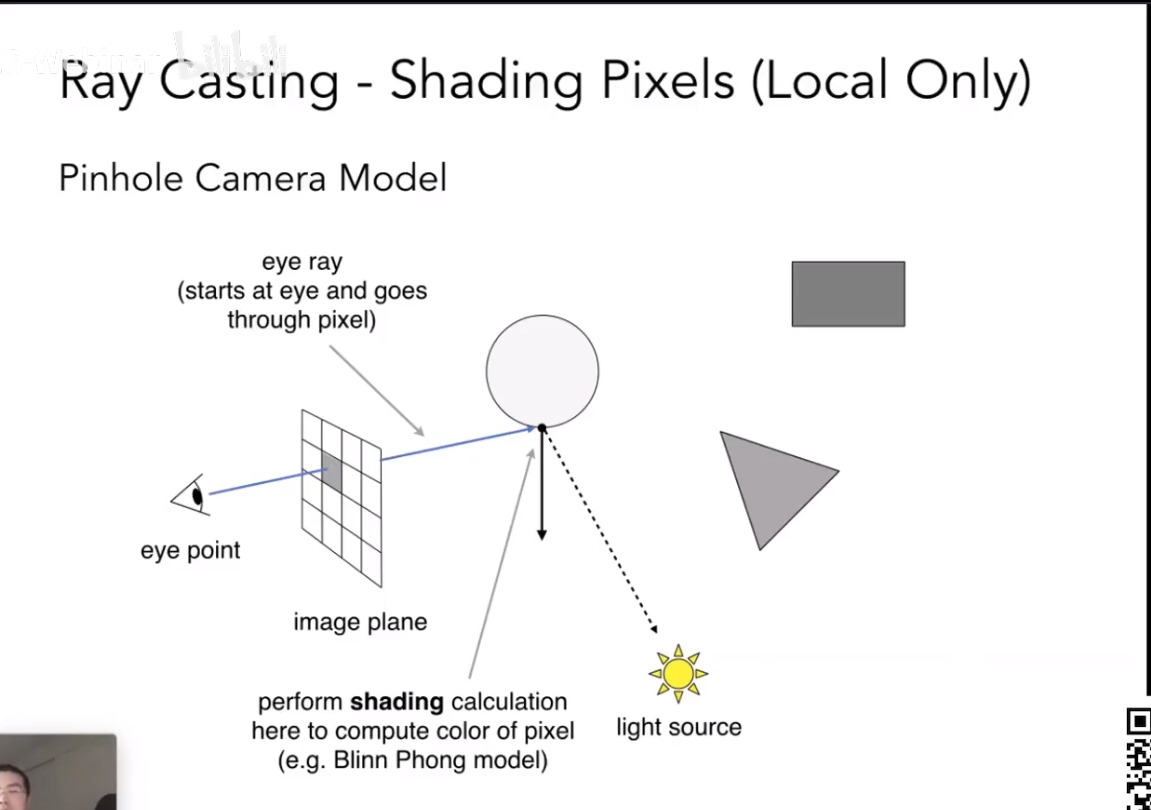 Ray Casting - Shading Pixels (Local Only)
Pinhole Camera Model
eye ray
(starts at eye and goes
through pixel)
eye point
image plane
perform shading calculation
here to compute color of pixel
(e.g. Blinn Phong model)
light source
bilibili